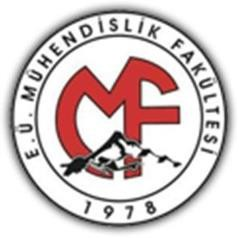 E.Ü. MÜHENDİSLİK FAKÜLTESİ
MF
1978